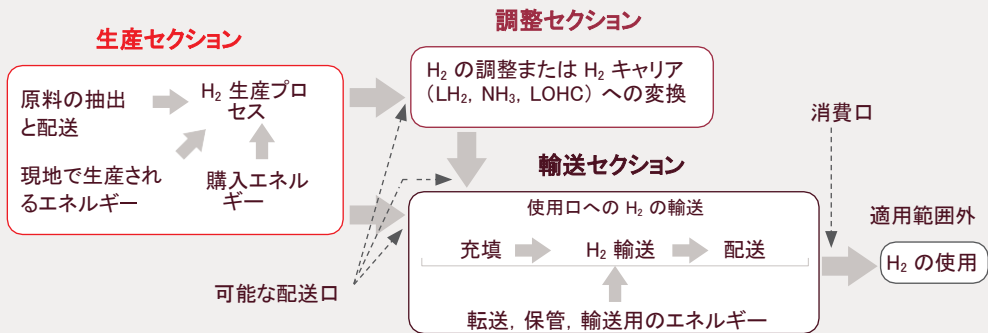 生産セクション
原料の抽出
と配送
H₂ 生産プロ
セス
現地で生産され
るエネルギー
購入エネル
ギー
調整セクション
H₂ の調整または H₂ キャリア
(LH₂, NH₃, LOHC) への変換
消費口
輸送セクション
使用口への H₂ の輸送
充填
H₂ 輸送
配送
転送, 保管, 輸送用のエネルギー
可能な配送口
適用範囲外
H₂ の使用